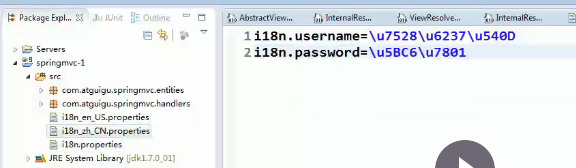 Package Expl
Ju JUnit
Outline
AbstractView...
InternalRes...
ViewResolve...
InternalRes...
Servers
springmvc-1
src
com.atguigu.springmvc.entities
com.atguigu.springmvc.handlers
i18n_en_US.properties
i18n_zh_CN.properties
i18n.properties
JRE System Library [jdk1.7.0_01]
1 i18n.username=\u7528\u6237\u540D
2 i18n.password=\u5BC6\u7801